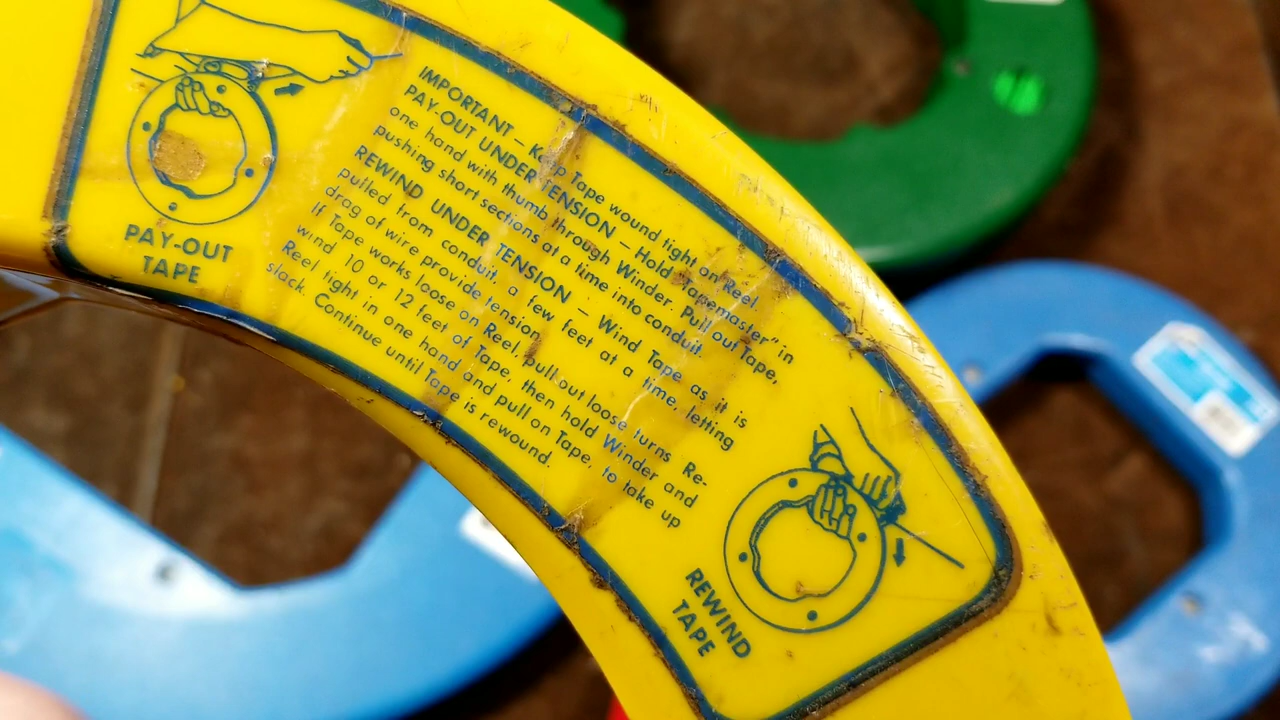 PAY-OUT
TAPE
IMPORTANT — Keep Tape wound tight on Reel.
PAY-OUT UNDER TENSION — Hold "Tapemaster" in
one hand with thumb through Winder. Pull out Tape,
pushing short sections at a time into conduit.
REWIND UNDER TENSION — Wind Tape as it is
pulled from conduit, a few feet at a time, letting
drag of wire provide tension.
If Tape works loose on Reel, pull out loose turns. Re-
wind 10 or 12 feet of Tape, then hold Winder and
Reel tight in one hand and pull on Tape, to take up
slack. Continue until Tape is rewound.
REWIND
TAPE